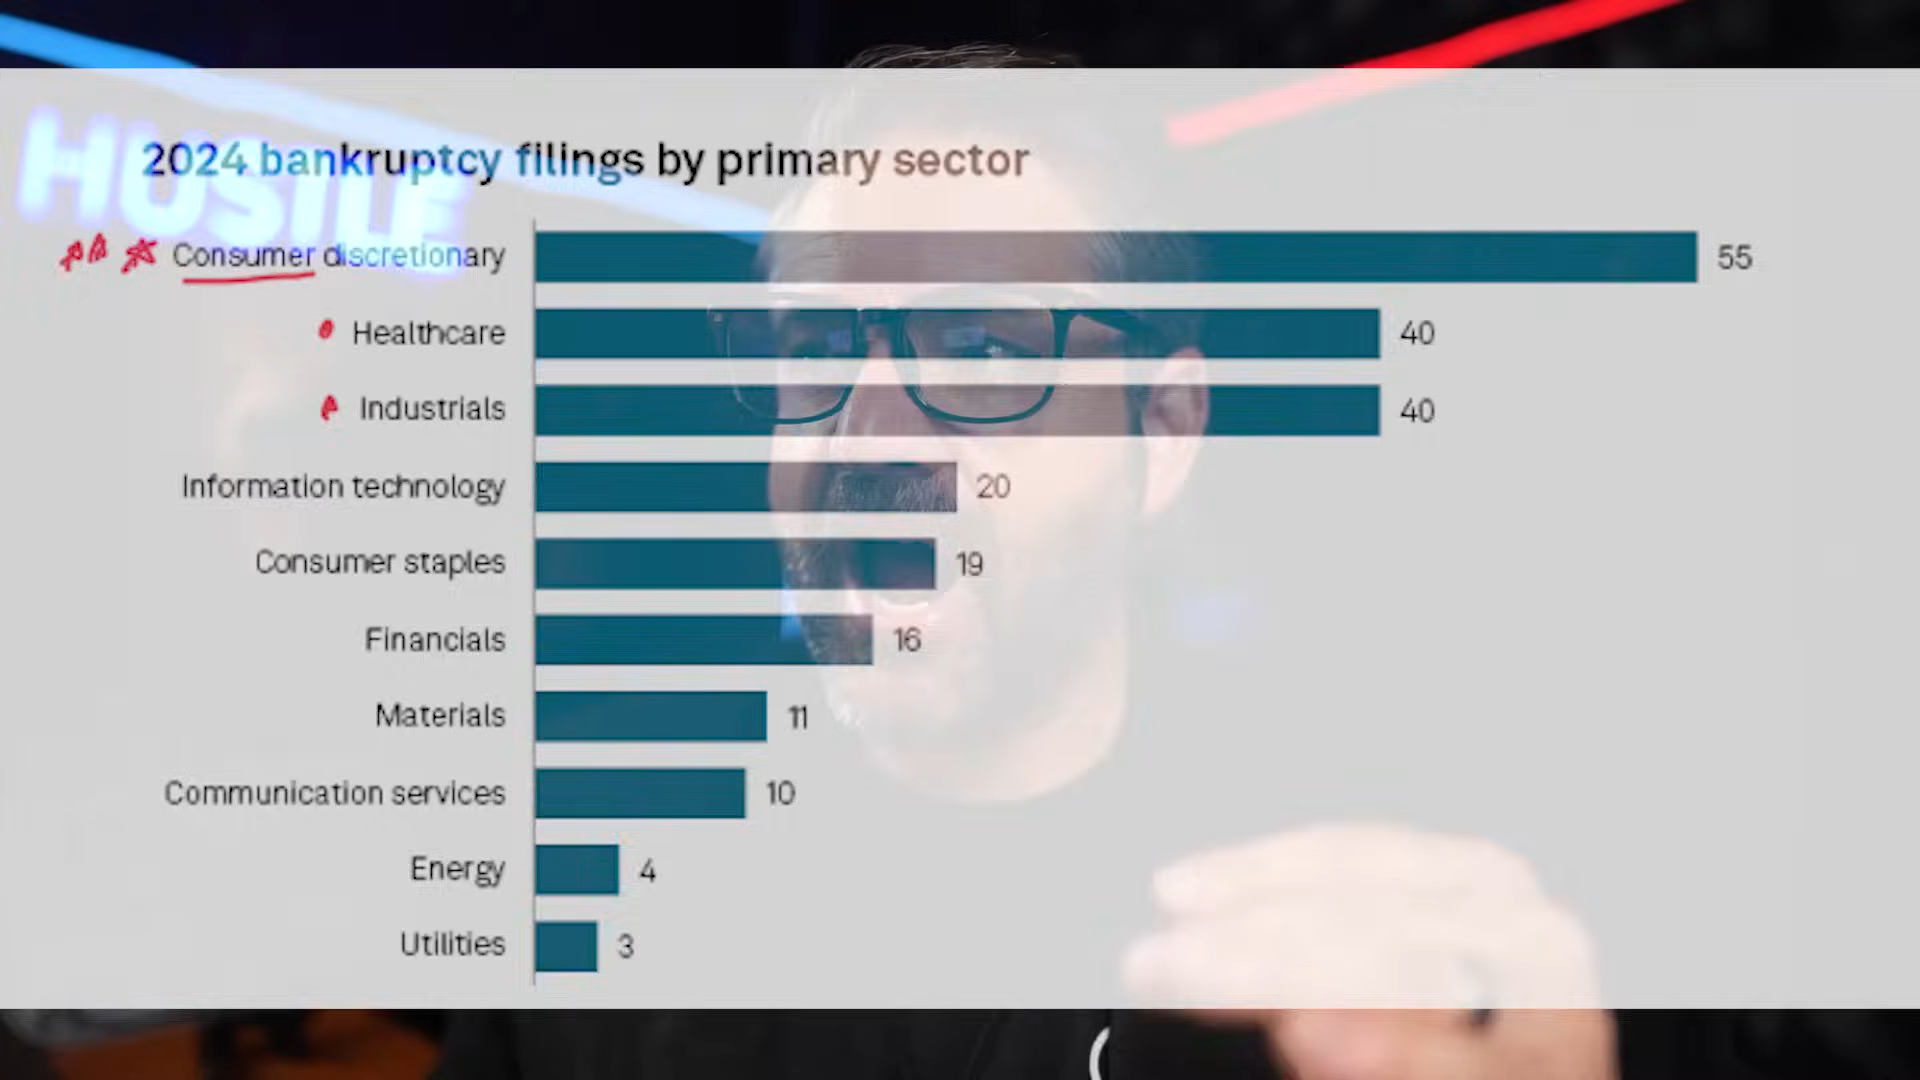 HUSTLE
2024 bankruptcy filings by primary sector
Consumer discretionary 55
Healthcare 40
Industrials 40
Information technology 20
Consumer staples 19
Financials 16
Materials 11
Communication services 10
Energy 4
Utilities 3